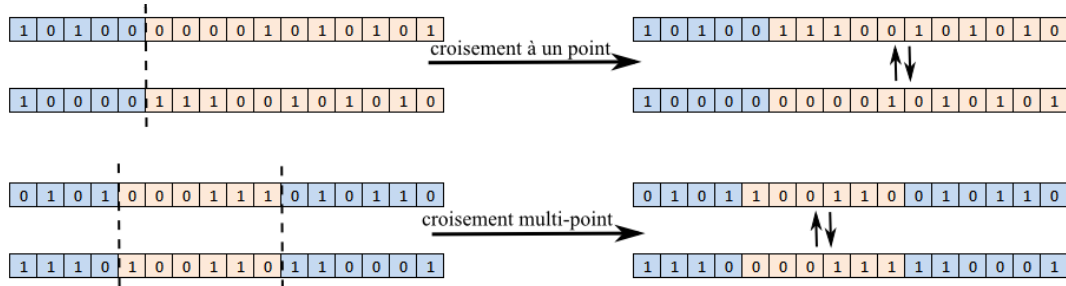 1 0 1 0 0 0 0 0 0 1 0 1 0 1 0 1
1 0 1 0 0 1 1 1 0 0 1 0 1 0 1 0
croisement à un point
1 0 0 0 0 1 1 1 0 0 1 0 1 0 1 0
1 0 0 0 0 0 0 0 0 1 0 1 0 1 0 1
0 1 0 1 0 0 0 1 1 1 0 1 0 1 1 0
0 1 0 1 1 0 0 1 1 0 0 1 0 1 1 0
croisement multi-point
1 1 1 0 1 0 0 1 1 0 1 1 0 0 0 1
1 1 1 0 0 0 0 1 1 1 1 1 0 0 0 1